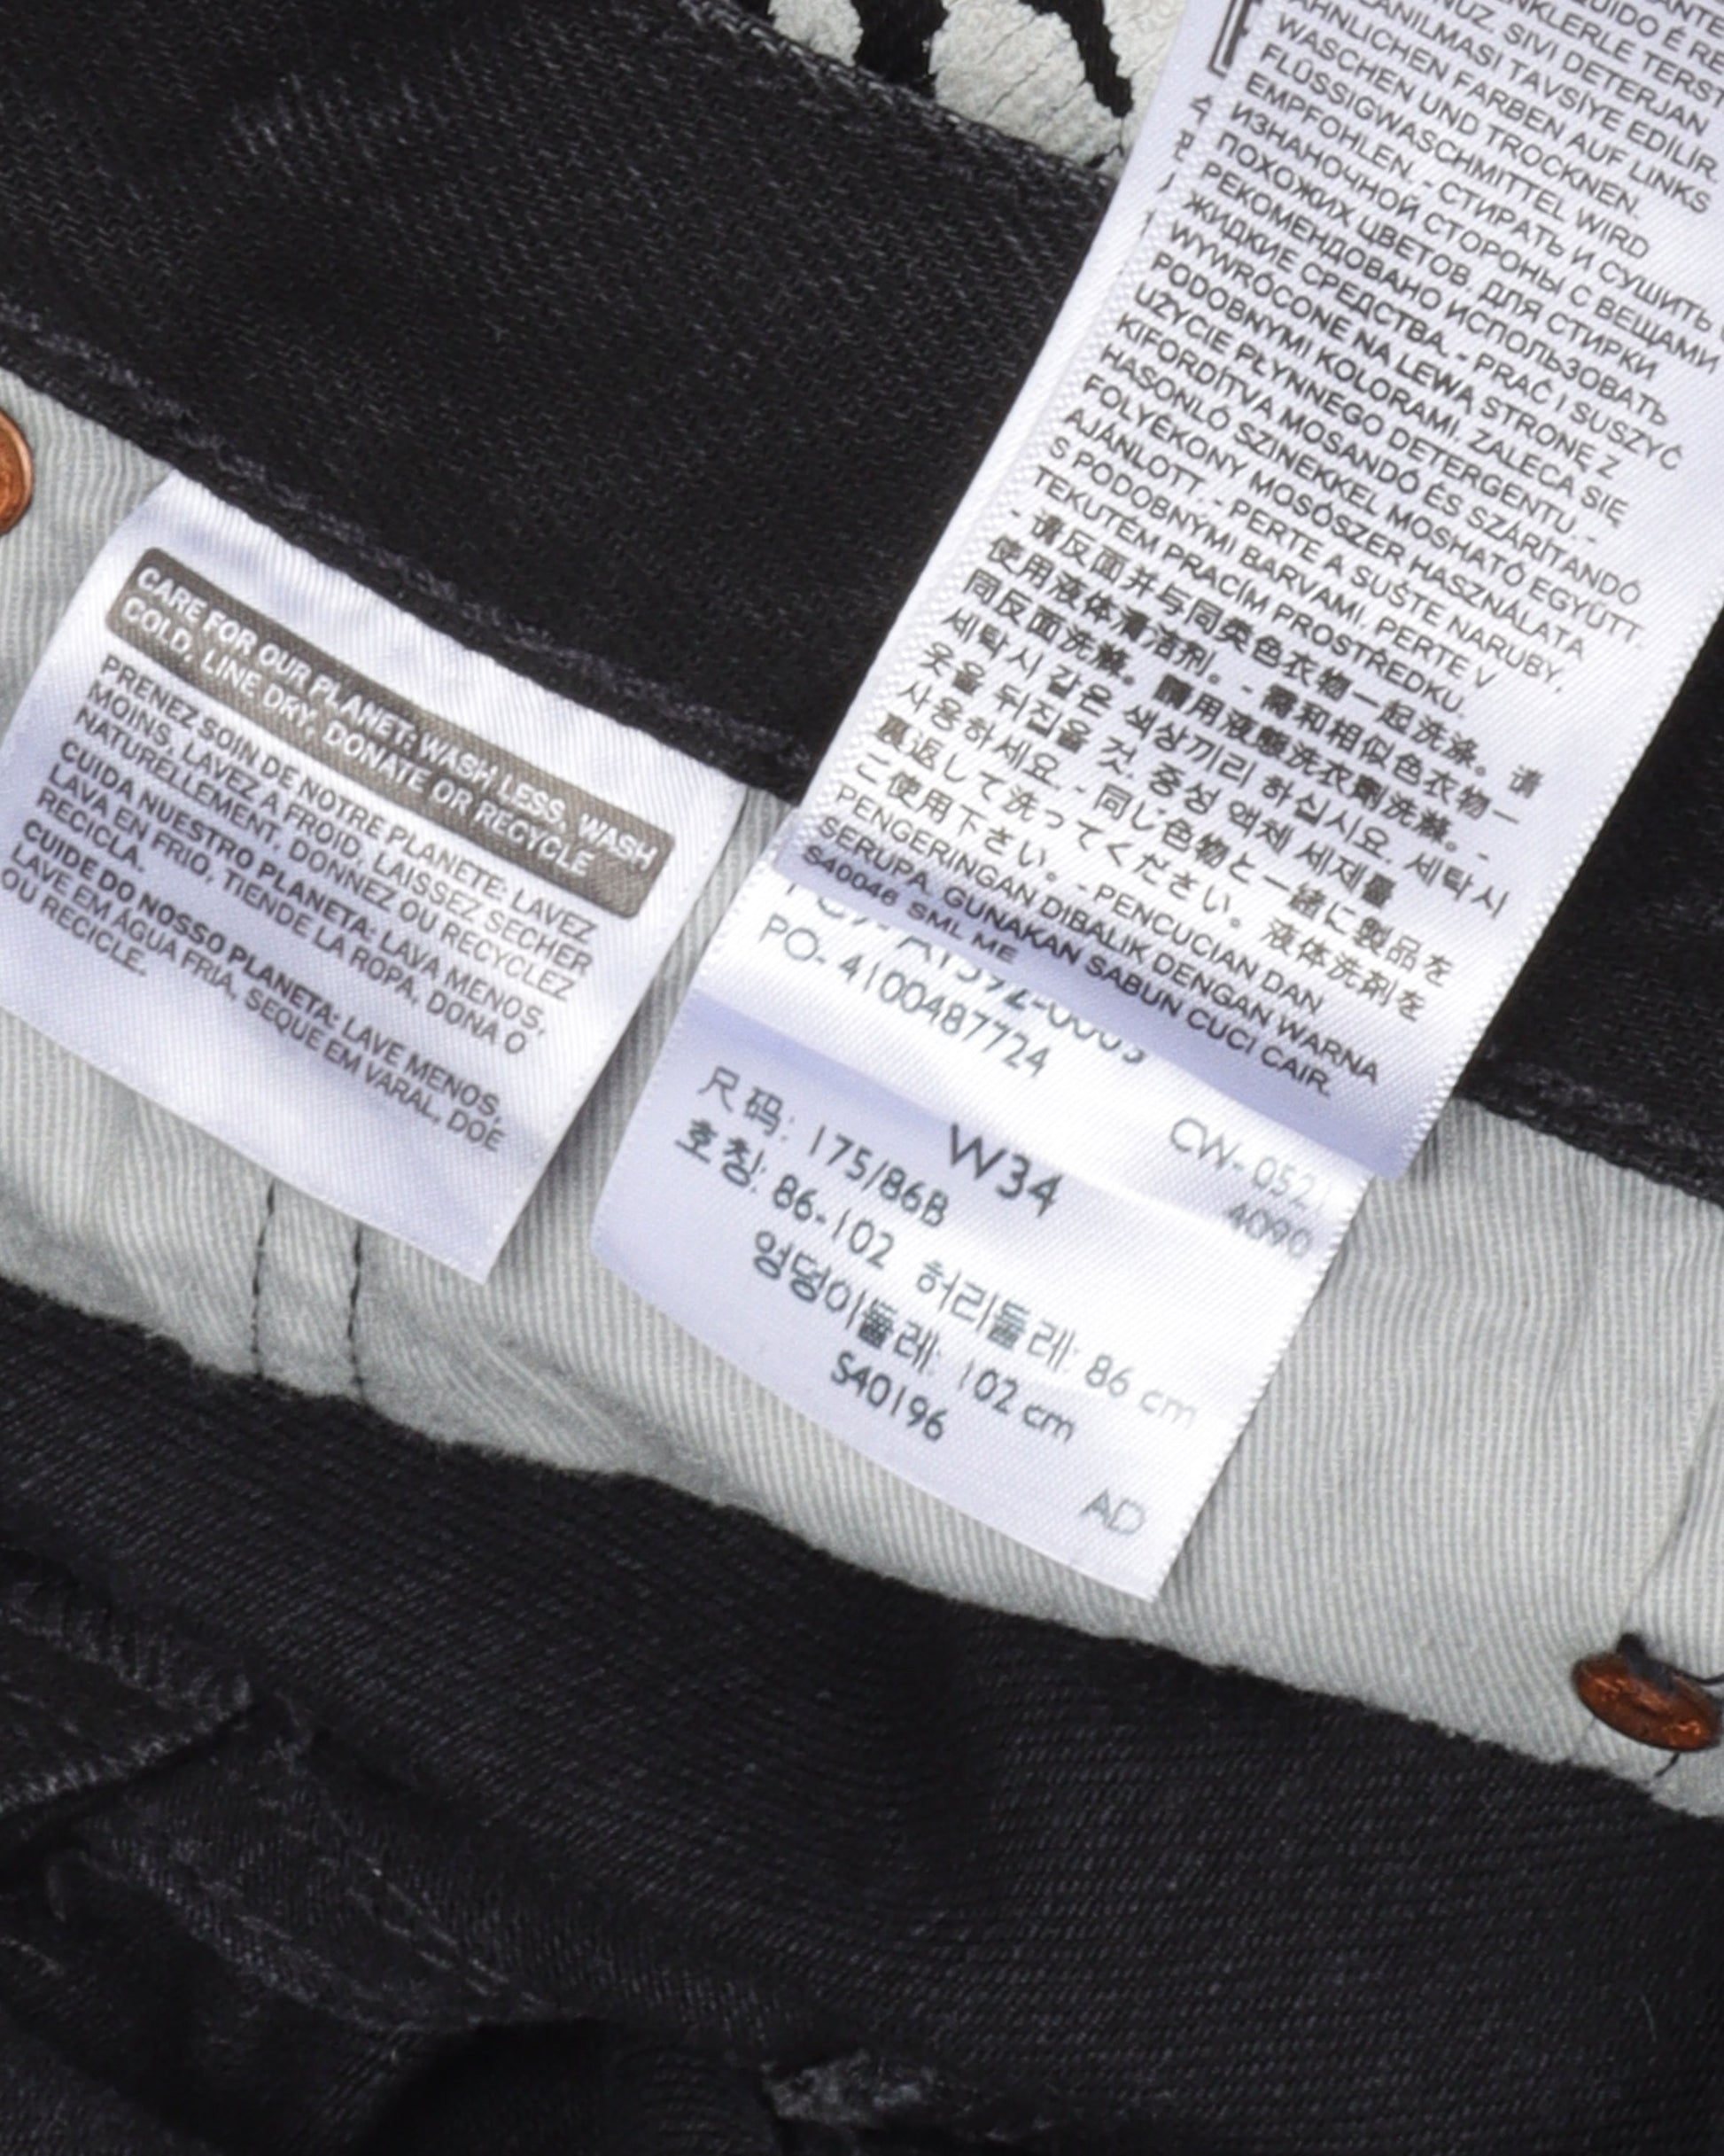 CARE FOR OUR PLANET: WASH LESS, WASH
COLD, LINE DRY, DONATE OR RECYCLE
PRENEZ SOIN DE NOTRE PLANETE: LAVEZ
MOINS, LAVEZ A FROID, LAISSEZ SECHER
NATURELLEMENT, DONNEZ OU RECYCLEZ
CUIDA NUESTRO PLANETA: LAVA MENOS,
LAVA EN FRIO, TIENDE LA ROPA, DONA O
RECICLA.
CUIDE DO NOSSO PLANETA: LAVE MENOS,
LAVE EM ÁGUA FRIA, SEQUE EM VARAL, DOE
OU RECICLE.
NUZ. SIVI DETERJAN
TAVSİYE EDİLİR.
FARBEN AUF LINKS
WASCHEN UND TROCKNEN.
FLÜSSIGWASCHMITTEL WIRD
EMPFOHLEN. - СТИРАТЬ И СУШИТЬ
ИЗНАНОЧНОЙ СТОРОНЫ С ВЕЩАМИ
ПОХОЖИХ ЦВЕТОВ. ДЛЯ СТИРКИ
РЕКОМЕНДОВАНО ИСПОЛЬЗОВАТЬ
ЖИДКИЕ СРЕДСТВА. - PRAĆ I SUSZYĆ
WYWRÓCONE NA LEWĄ STRONĘ Z
PODOBNYMI KOLORAMI. ZALECA SIĘ
UŻYCIE PŁYNNEGO DETERGENTU. -
KIFORDÍTVA MOSANDÓ ÉS SZÁRÍTANDÓ
HASONLÓ SZINEKKEL MOSHATÓ EGYÜTT.
FOLYÉKONY MOSÓSZER HASZNÁLATA
AJÁNLOTT. - PERTE A SUŠTE NARUBY,
S PODOBNÝMI BARVAMI, PERTE V
TEKUTÉM PRACÍM PROSTŘEDKU.
- 请反面并与同类色衣物一起洗涤。请
使用液体清洁剂。- 需和相似色衣物一
同反面洗滌。請用液態洗衣劑洗滌。-
세탁시 같은 색상끼리 하십시요. 세탁시
옷을 뒤집을 것. 중성 액체 세제를
사용하세요. - 同じ色物と一緒に製品を
裏返して洗ってください。液体洗剤を
ご使用下さい。- PENCUCIAN DAN
PENGERINGAN DIBALIK DENGAN WARNA
SERUPA. GUNAKAN SABUN CUCI CAIR.
S40046 SML ME
PO- 4100487724
CW- 052
W34
4090
尺码: 175/86B
호칭: 86-102 허리둘레: 86 cm
엉덩이둘레: 102 cm
S40196
AD